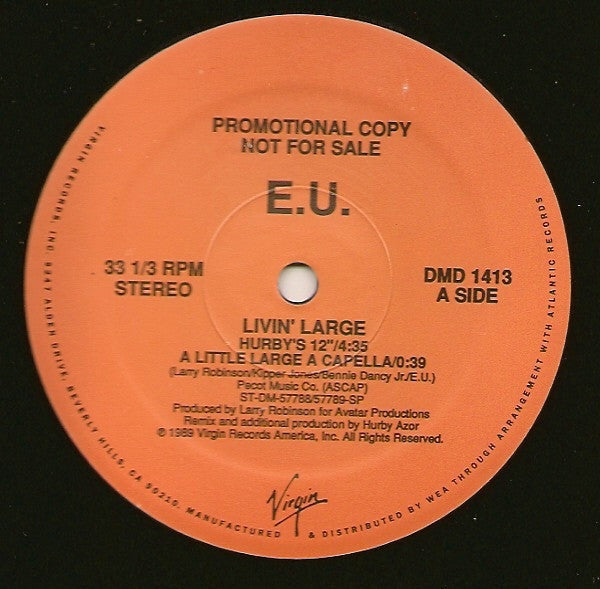 PROMOTIONAL COPY
NOT FOR SALE
E.U.
33 1/3 RPM
STEREO
DMD 1413
A SIDE
LIVIN' LARGE
HURBY'S 12"/4:35
A LITTLE LARGE A CAPELLA/0:39
(Larry Robinson/Kipper Jones/Bennie Dancy Jr./E.U.)
Pecot Music Co. (ASCAP)
ST-DM-57788/57789-SP
Produced by Larry Robinson for Avatar Productions
Remix and additional production by Hurby Azor
℗ 1989 Virgin Records America, Inc. All Rights Reserved.
Virgin
VIRGIN RECORDS, INC. 9247 ALDEN DRIVE, BEVERLY HILLS, CA 90210. MANUFACTURED & DISTRIBUTED BY WEA THROUGH ARRANGEMENT WITH ATLANTIC RECORDS